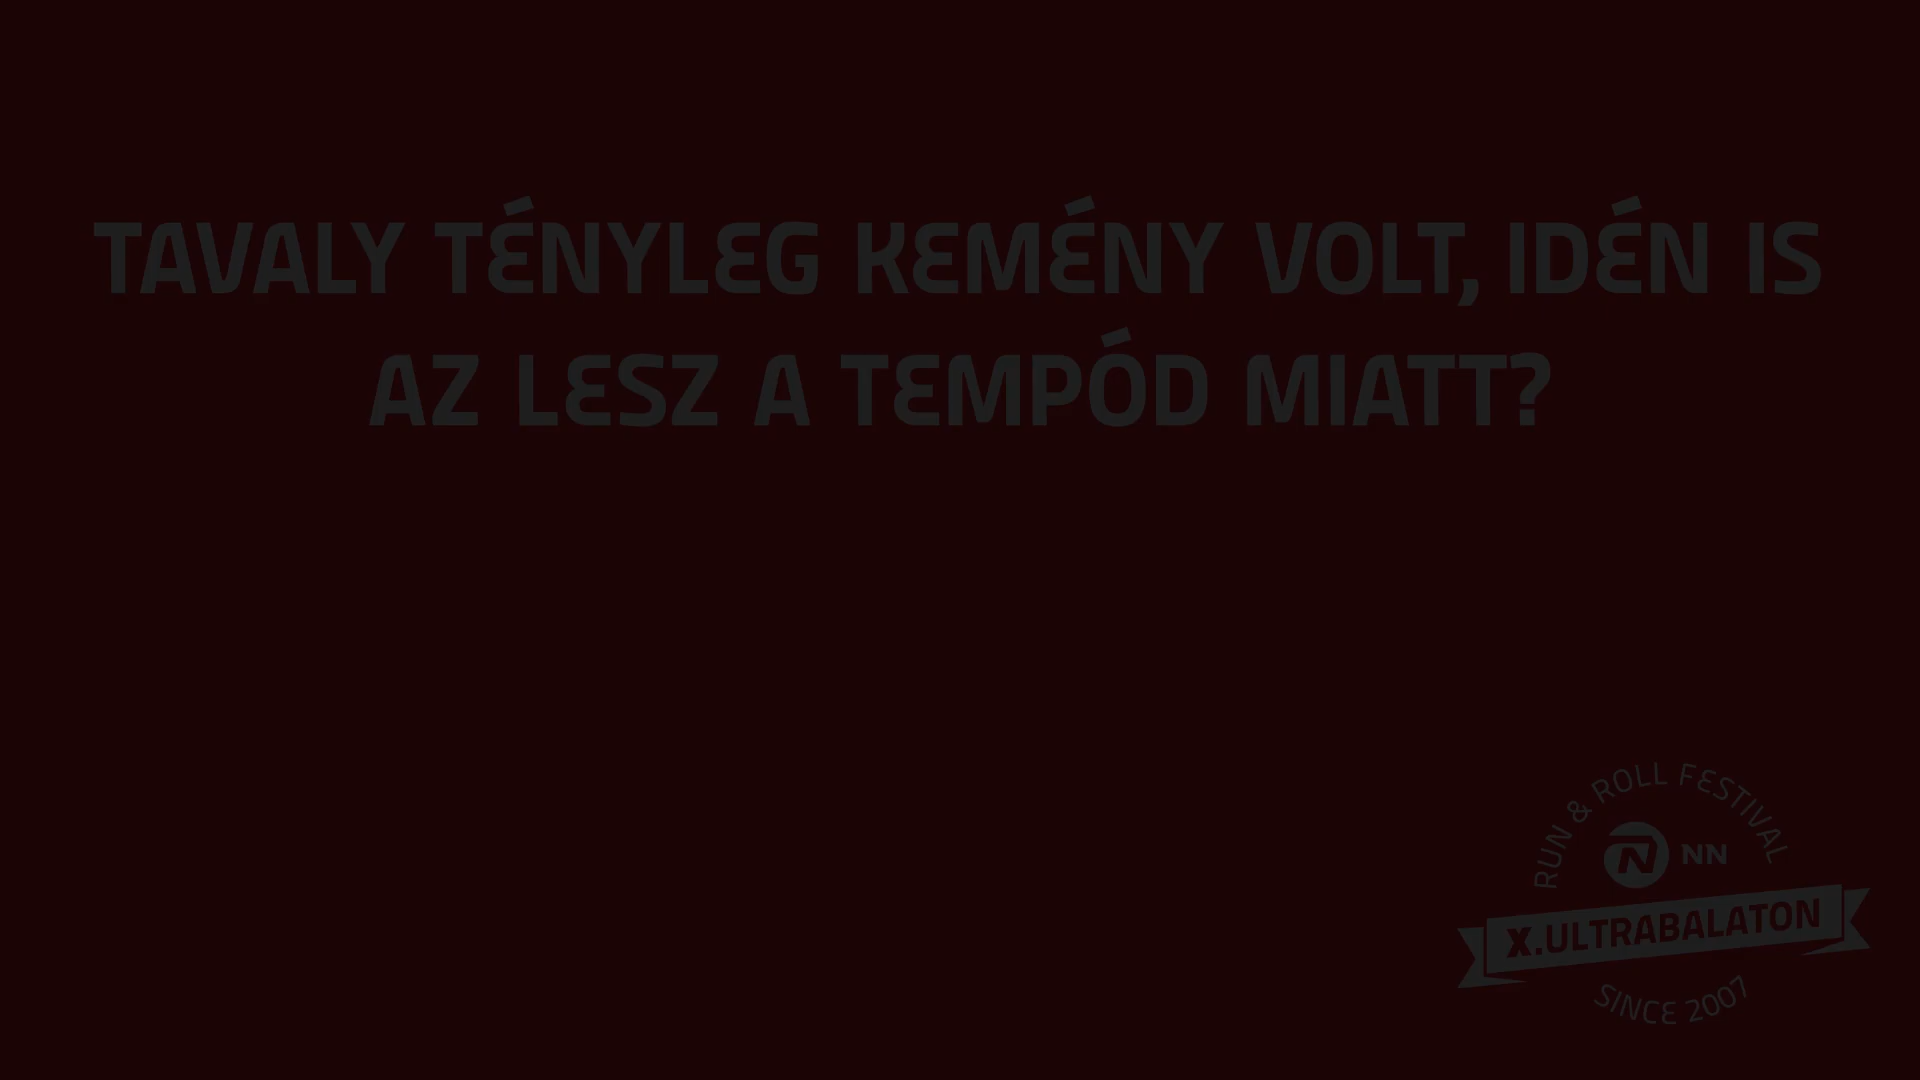 TAVALY TÉNYLEG KEMÉNY VOLT, IDÉN IS
AZ LESZ A TEMPÓD MIATT?
RUN & ROLL FESTIVAL
NN
X.ULTRABALATON
SINCE 2007